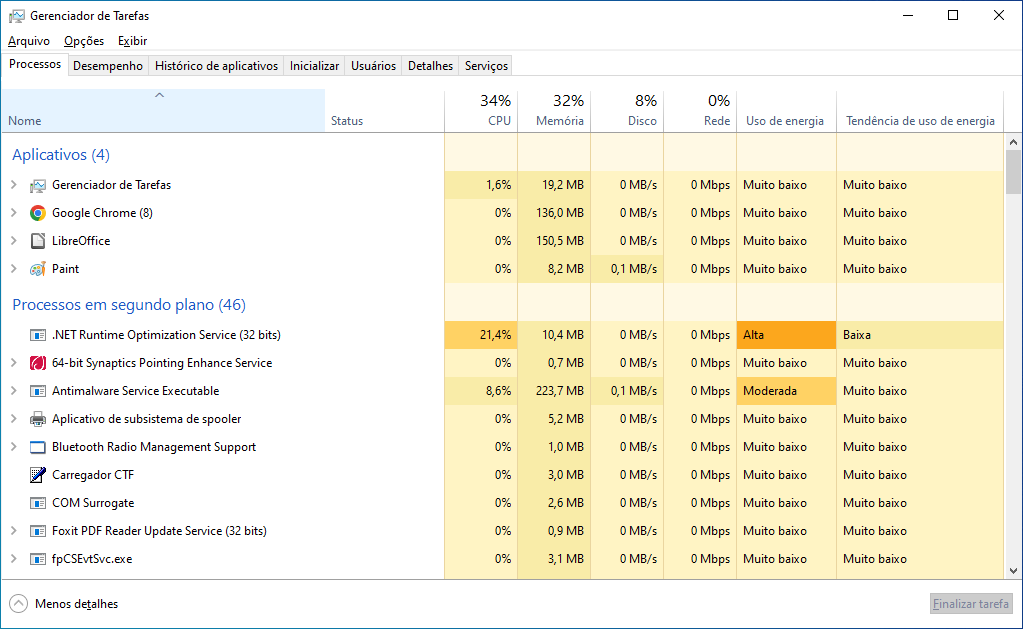 Gerenciador de Tarefas
Arquivo Opções Exibir
Processos Desempenho Histórico de aplicativos Inicializar Usuários Detalhes Serviços
34% 32% 8% 0%
Nome Status CPU Memória Disco Rede Uso de energia Tendência de uso de energia
Aplicativos (4)
Gerenciador de Tarefas 1,6% 19,2 MB 0 MB/s 0 Mbps Muito baixo Muito baixo
Google Chrome (8) 0% 136,0 MB 0 MB/s 0 Mbps Muito baixo Muito baixo
LibreOffice 0% 150,5 MB 0 MB/s 0 Mbps Muito baixo Muito baixo
Paint 0% 8,2 MB 0,1 MB/s 0 Mbps Muito baixo Muito baixo
Processos em segundo plano (46)
.NET Runtime Optimization Service (32 bits) 21,4% 10,4 MB 0 MB/s 0 Mbps Alta Baixa
64-bit Synaptics Pointing Enhance Service 0% 0,7 MB 0 MB/s 0 Mbps Muito baixo Muito baixo
Antimalware Service Executable 8,6% 223,7 MB 0,1 MB/s 0 Mbps Moderada Muito baixo
Aplicativo de subsistema de spooler 0% 5,2 MB 0 MB/s 0 Mbps Muito baixo Muito baixo
Bluetooth Radio Management Support 0% 1,0 MB 0 MB/s 0 Mbps Muito baixo Muito baixo
Carregador CTF 0% 3,0 MB 0 MB/s 0 Mbps Muito baixo Muito baixo
COM Surrogate 0% 2,6 MB 0 MB/s 0 Mbps Muito baixo Muito baixo
Foxit PDF Reader Update Service (32 bits) 0% 0,9 MB 0 MB/s 0 Mbps Muito baixo Muito baixo
fpCSEvtSvc.exe 0% 3,1 MB 0 MB/s 0 Mbps Muito baixo Muito baixo
Menos detalhes Finalizar tarefa